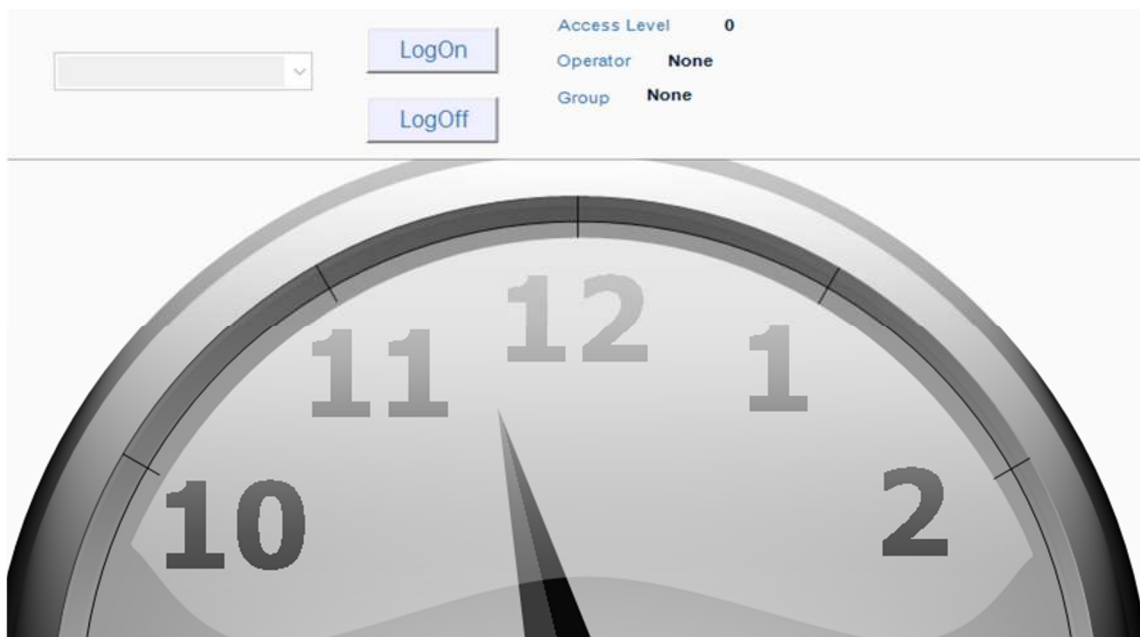 LogOn
LogOff
Access Level 0
Operator None
Group None
12
11
1
10
2